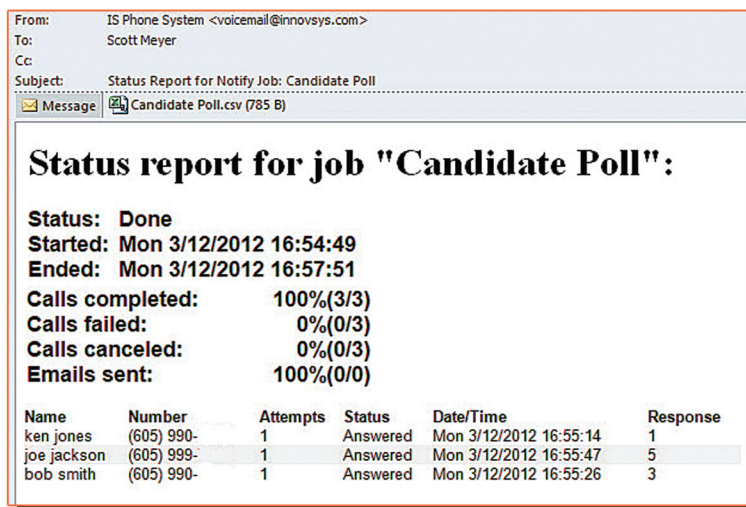 From: IS Phone System <voicemail@innovsys.com>
To: Scott Meyer
Cc:
Subject: Status Report for Notify Job: Candidate Poll
Message Candidate Poll.csv (785 B)
Status report for job "Candidate Poll":
Status: Done
Started: Mon 3/12/2012 16:54:49
Ended: Mon 3/12/2012 16:57:51
Calls completed: 100%(3/3)
Calls failed: 0%(0/3)
Calls canceled: 0%(0/3)
Emails sent: 100%(0/0)
Name Number Attempts Status Date/Time Response
ken jones (605) 990- 1 Answered Mon 3/12/2012 16:55:14 1
joe jackson (605) 999- 1 Answered Mon 3/12/2012 16:55:47 5
bob smith (605) 990- 1 Answered Mon 3/12/2012 16:55:26 3